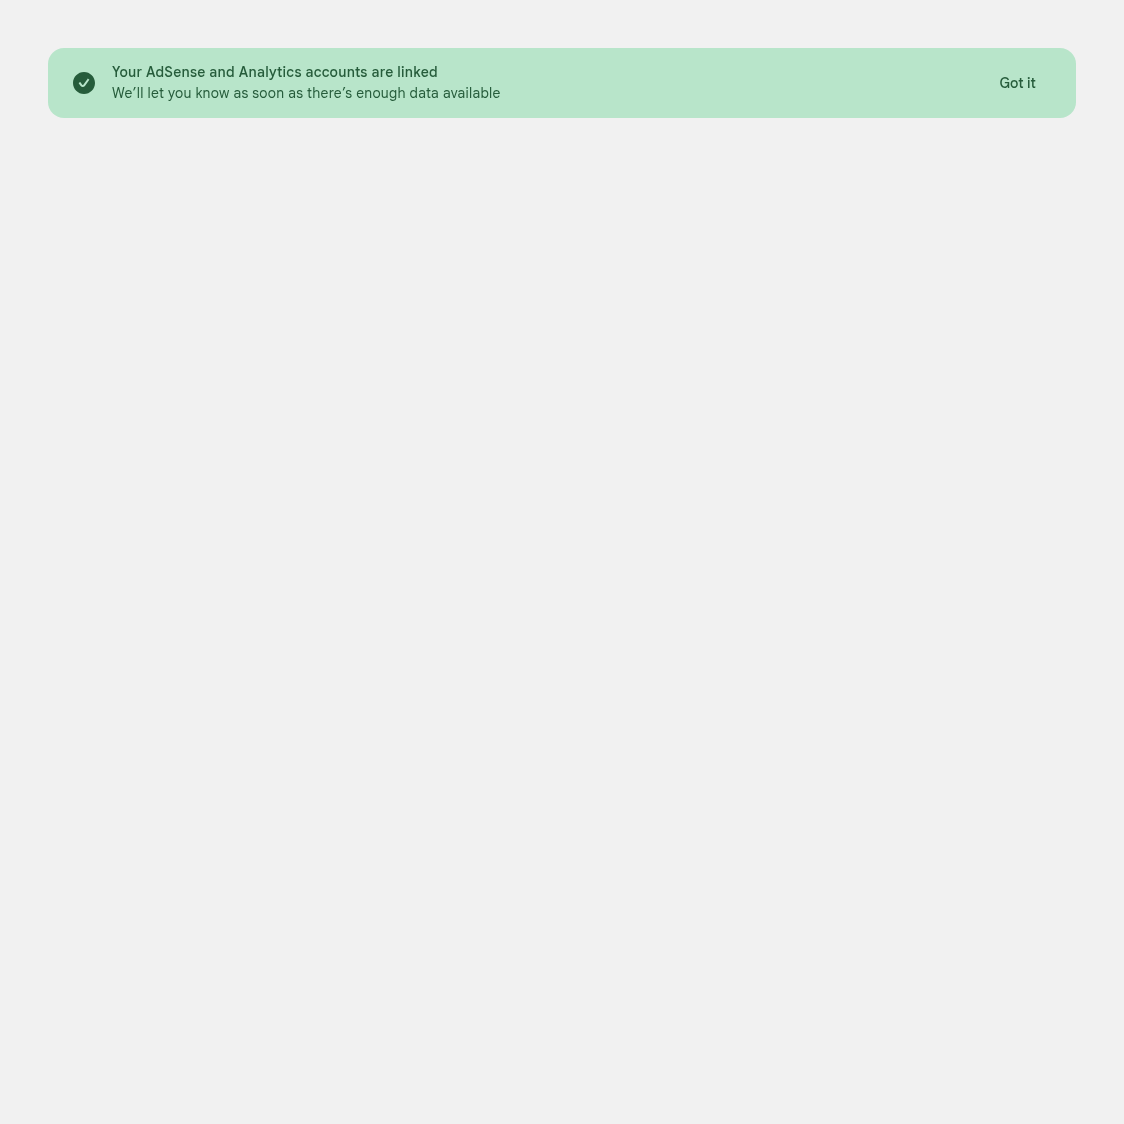 Your AdSense and Analytics accounts are linked
We’ll let you know as soon as there’s enough data available
Got it